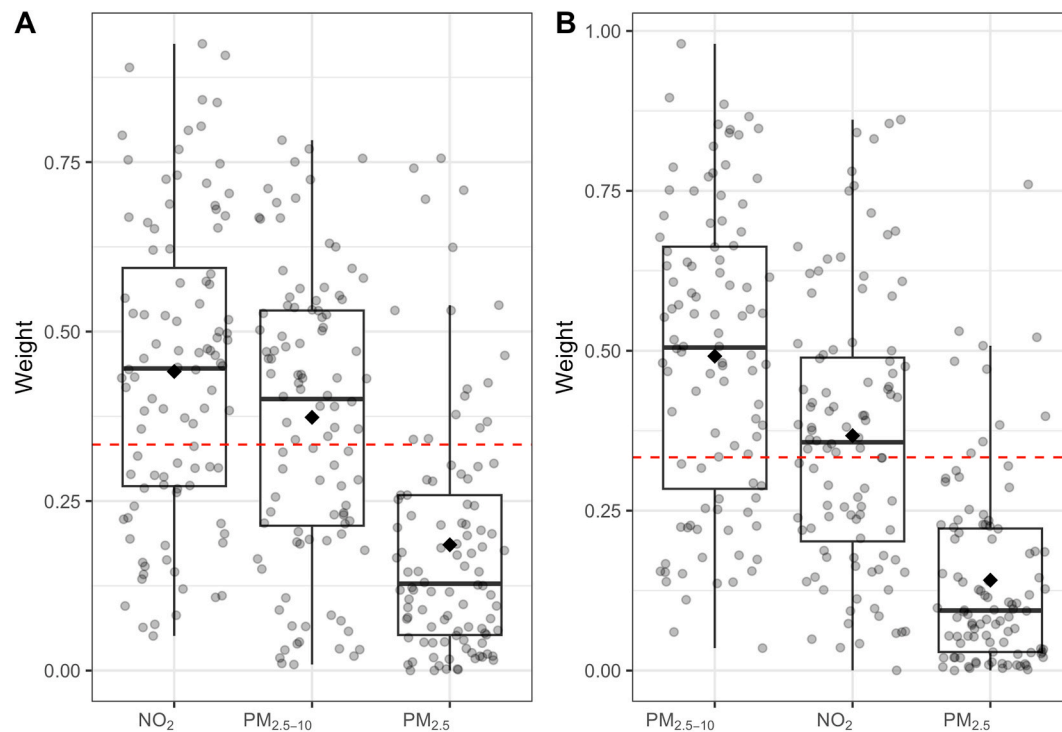 A
Weight
0.75
0.50
0.25
0.00
NO₂
PM₂.₅₋₁₀
PM₂.₅
B
Weight
1.00
0.75
0.50
0.25
0.00
PM₂.₅₋₁₀
NO₂
PM₂.₅